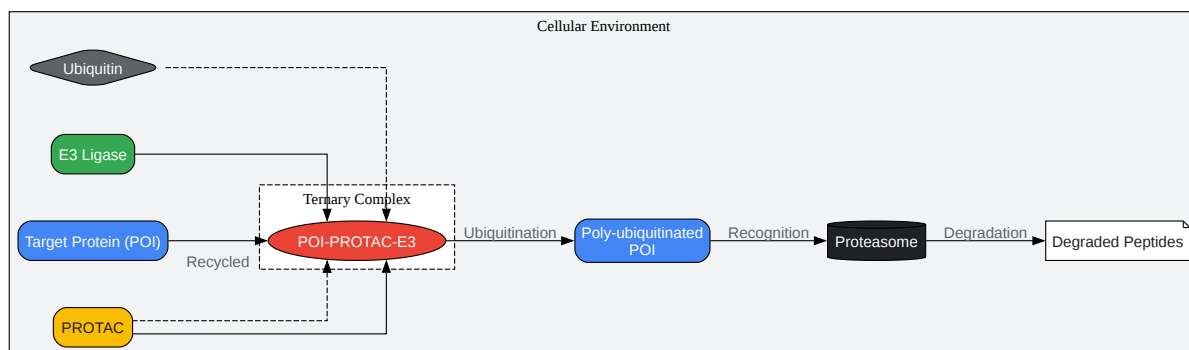 Cellular Environment
Ubiquitin
E3 Ligase
Ternary Complex
Target Protein (POI)
Recycled
POI-PROTAC-E3
Ubiquitination
Poly-ubiquitinated
POI
Recognition
Proteasome
Degradation
Degraded Peptides
PROTAC